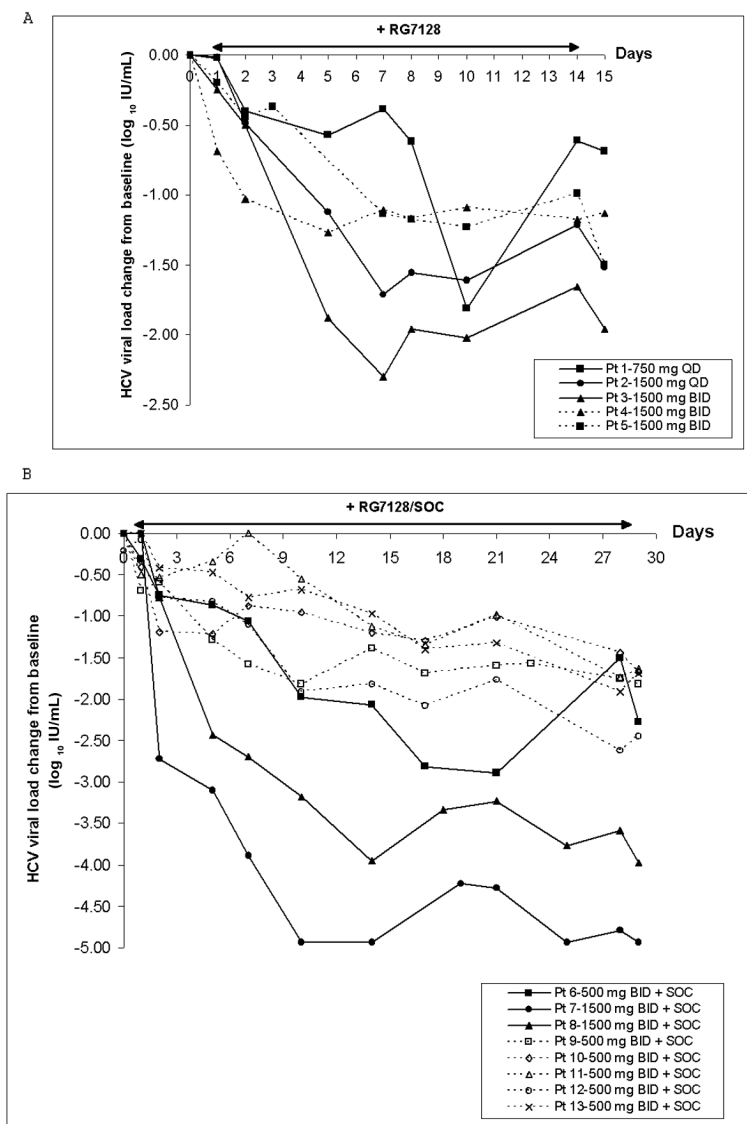 A
+ RG7128
Days
0.00
-0.50
-1.00
-1.50
-2.00
-2.50
0 1 2 3 4 5 6 7 8 9 10 11 12 13 14 15
HCV viral load change from baseline (log 10 IU/mL)
Pt 1-750 mg QD
Pt 2-1500 mg QD
Pt 3-1500 mg BID
Pt 4-1500 mg BID
Pt 5-1500 mg BID
B
+ RG7128/SOC
Days
0.00
-0.50
-1.00
-1.50
-2.00
-2.50
-3.00
-3.50
-4.00
-4.50
-5.00
0 3 6 9 12 15 18 21 24 27 30
HCV viral load change from baseline
(log 10 IU/mL)
Pt 6-500 mg BID + SOC
Pt 7-1500 mg BID + SOC
Pt 8-1500 mg BID + SOC
Pt 9-500 mg BID + SOC
Pt 10-500 mg BID + SOC
Pt 11-500 mg BID + SOC
Pt 12-500 mg BID + SOC
Pt 13-500 mg BID + SOC